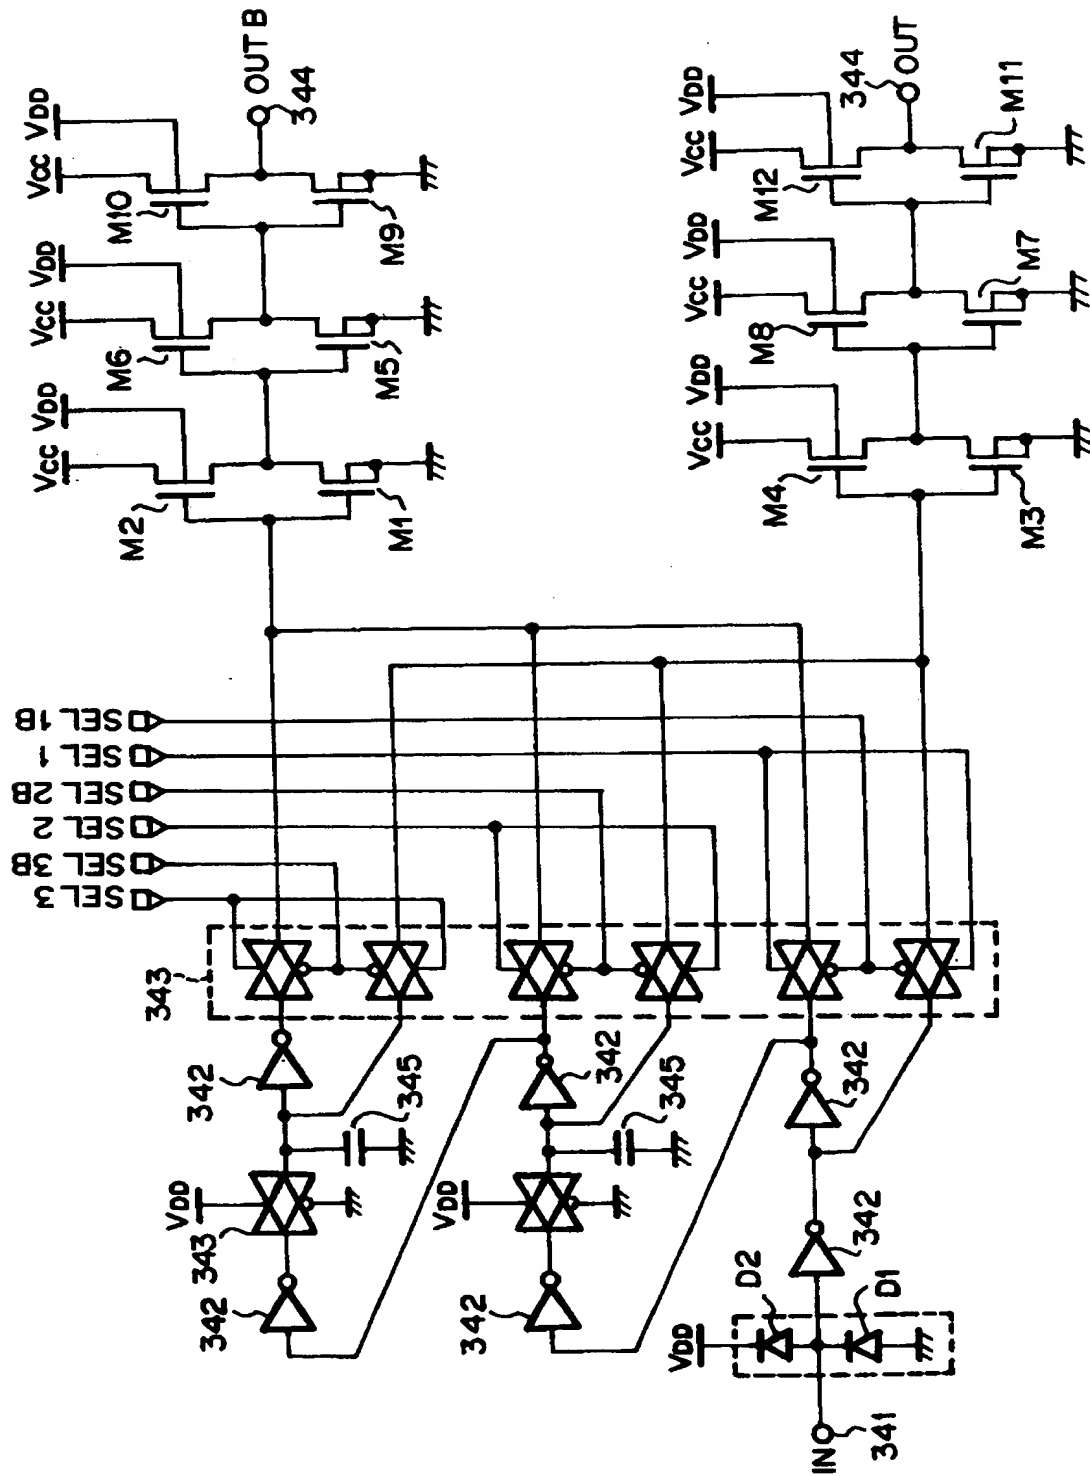 VCC
VDD
M10
M9
OUT B
344
VCC
VDD
M6
M5
VCC
VDD
M2
M1
VCC
VDD
M12
M11
344
OUT
VCC
VDD
M8
M7
VCC
VDD
M4
M3
SEL 1B
SEL 1
SEL 2B
SEL 2
SEL 3B
SEL 3
343
342
345
VDD
343
342
342
345
VDD
342
342
342
VDD
D2
D1
IN
341